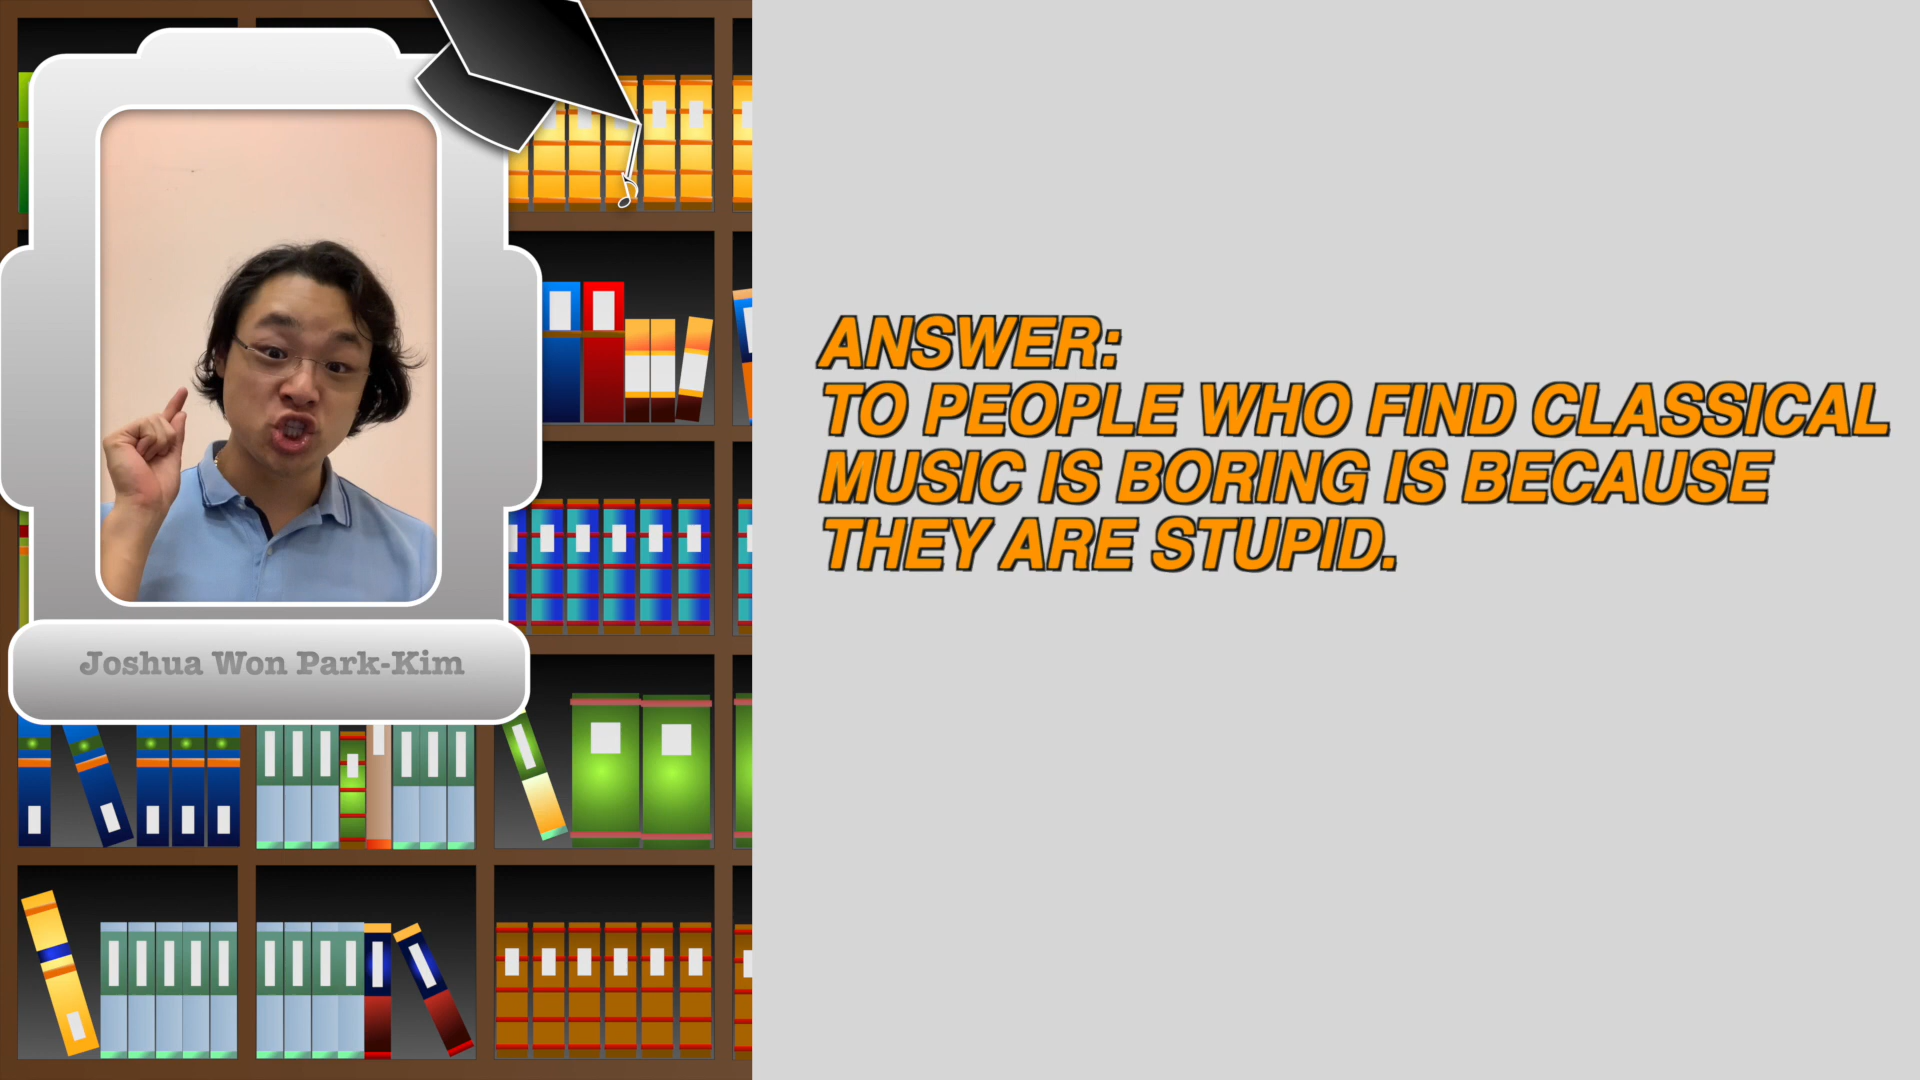 Joshua Won Park-Kim
ANSWER:
TO PEOPLE WHO FIND CLASSICAL
MUSIC IS BORING IS BECAUSE
THEY ARE STUPID.